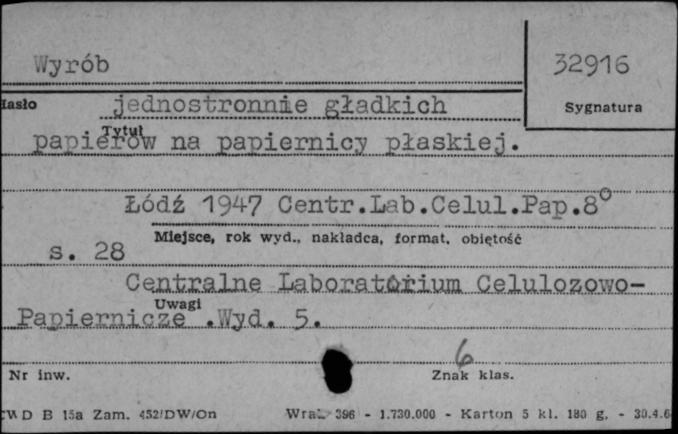 Wyrób
32916
Hasło
jednostronnie gładkich
Sygnatura
Tytuł
papierów na papiernicy płaskiej.
Łódź 1947 Centr.Lab.Celul.Pap.8°
Miejsce, rok wyd., nakładca, format, objętość
s. 28
Centralne Laboratorium Celulozowo-
Uwagi
Papiernicze .Wyd. 5.
6
Nr inw.
Znak klas.
CWD B 15a Zam. 452/DW/On
396 - 1.730.000 - Karton 5 kl. 180 g. - 30.4.6